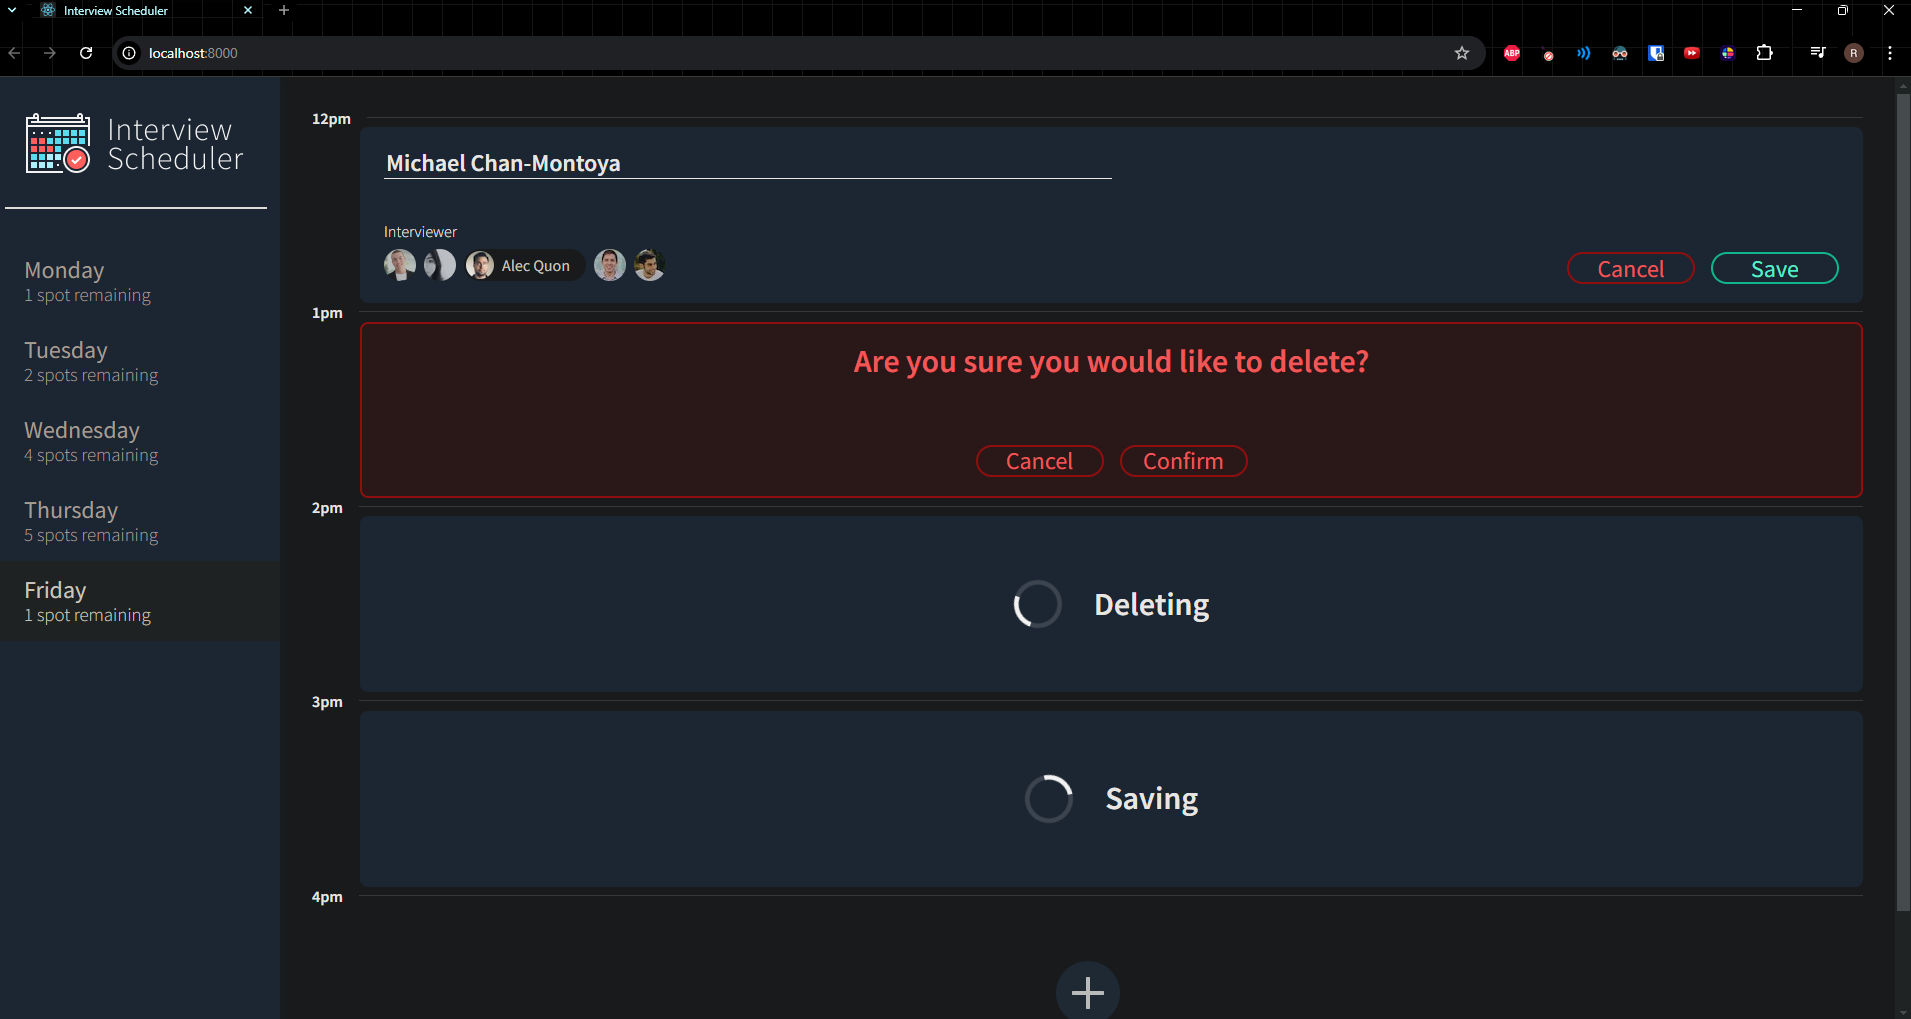 Interview Scheduler
localhost:8000
ABP
R
Interview
Scheduler
Monday
1 spot remaining
Tuesday
2 spots remaining
Wednesday
4 spots remaining
Thursday
5 spots remaining
Friday
1 spot remaining
12pm
Michael Chan-Montoya
Interviewer
Alec Quon
Cancel Save
1pm
Are you sure you would like to delete?
Cancel Confirm
2pm
Deleting
3pm
Saving
4pm